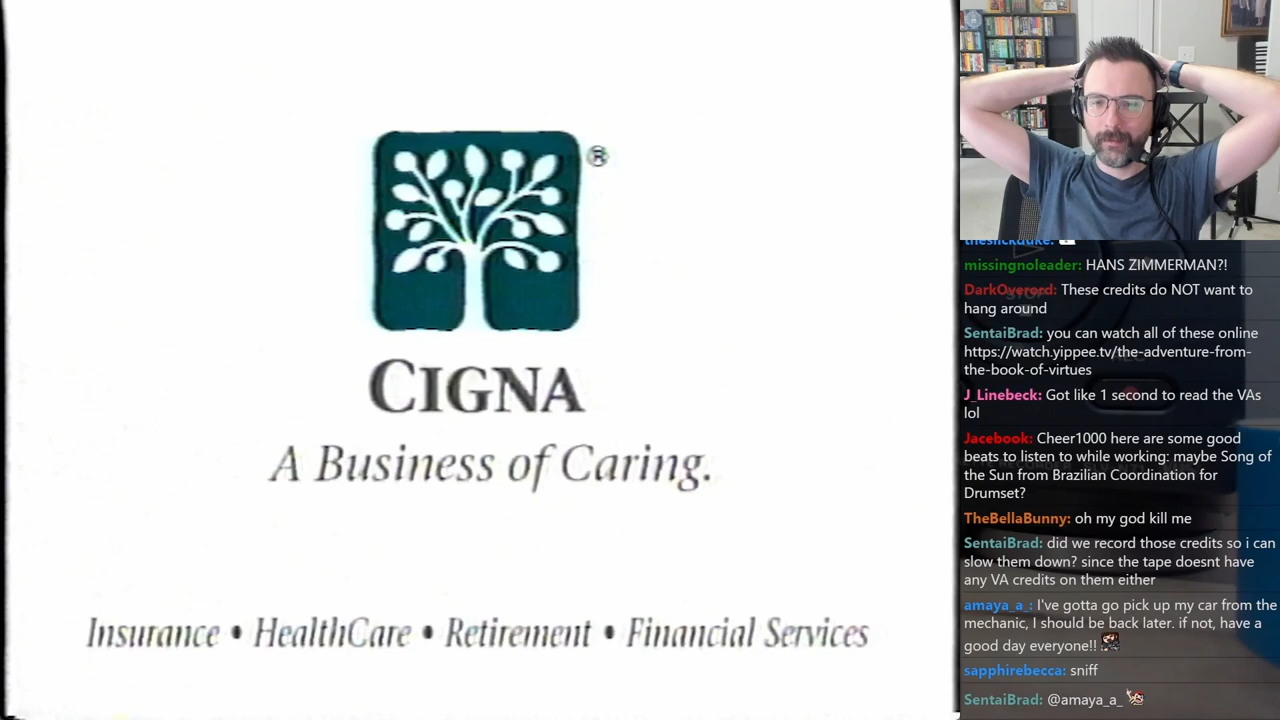 ®
CIGNA
A Business of Caring.
Insurance • HealthCare • Retirement • Financial Services
theslickduke:
missingnoleader: HANS ZIMMERMAN?!
DarkOverord: These credits do NOT want to
hang around
SentaiBrad: you can watch all of these online
https://watch.yippee.tv/the-adventure-from-
the-book-of-virtues
J_Linebeck: Got like 1 second to read the VAs
lol
Jacebook: Cheer1000 here are some good
beats to listen to while working: maybe Song of
the Sun from Brazilian Coordination for
Drumset?
TheBellaBunny: oh my god kill me
SentaiBrad: did we record those credits so i can
slow them down? since the tape doesnt have
any VA credits on them either
amaya_a_: I've gotta go pick up my car from the
mechanic, I should be back later. if not, have a
good day everyone!!
sapphirebecca: sniff
SentaiBrad: @amaya_a_